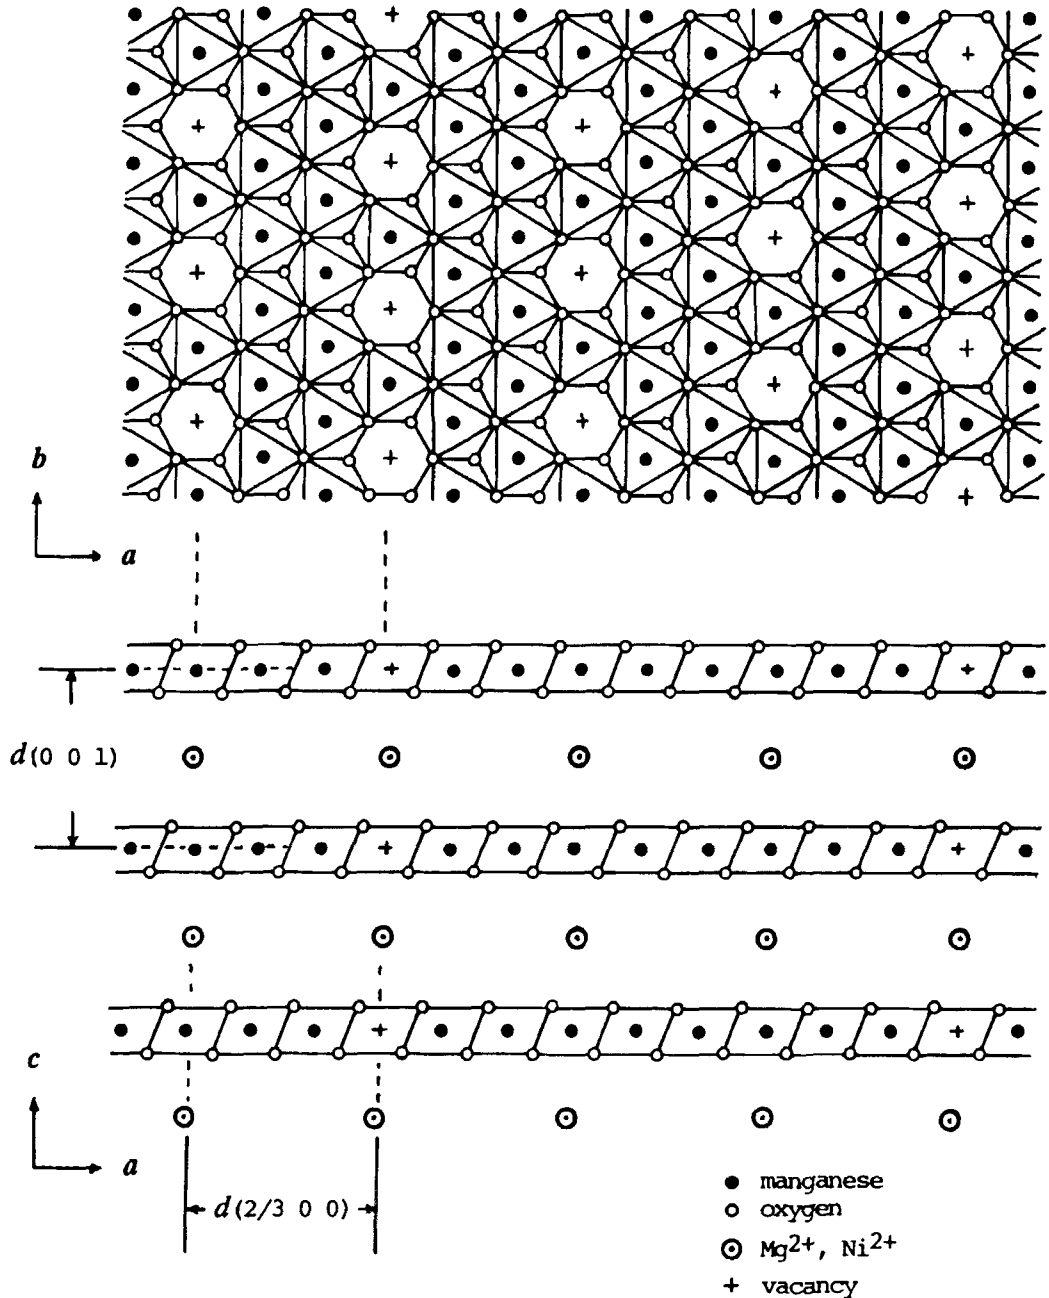 b
a
d(0 0 1)
c
a
d(2/3 0 0)
manganese
oxygen
Mg2+, Ni2+
vacancy